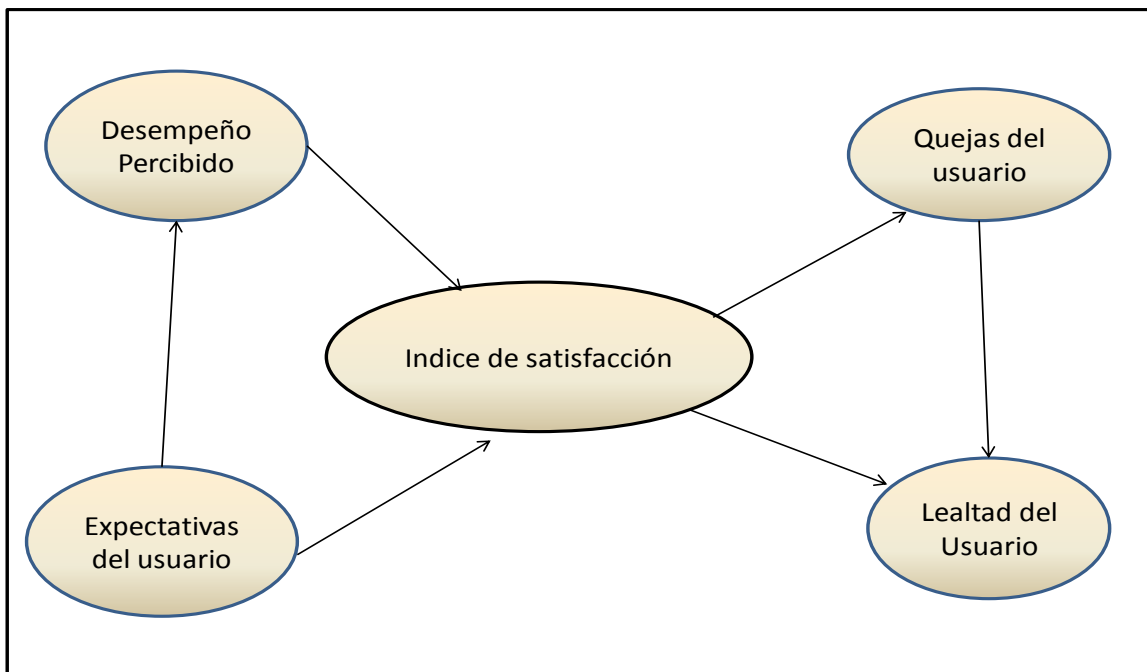 Desempeño
Percibido
Quejas del
usuario
Indice de satisfacción
Expectativas
del usuario
Lealtad del
Usuario